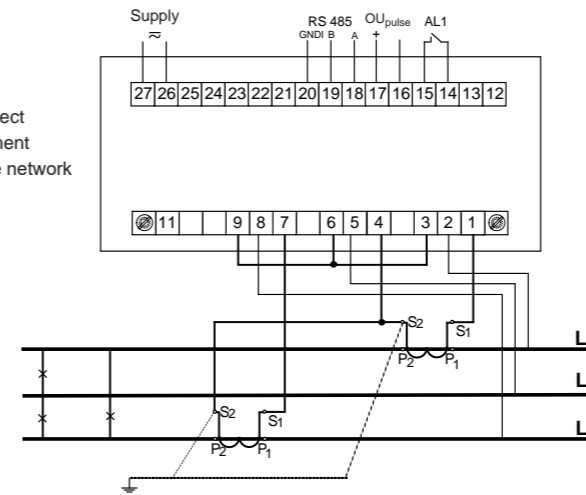 Supply
RS 485
OUpulse
AL1
GNDI B A +
27 26 25 24 23 22 21 20 19 18 17 16 15 14 13 12
ect
ment
e network
11 9 8 7 6 5 4 3 2 1
S2 S1
P2 P1
L
L
S2 S1
P2 P1
L